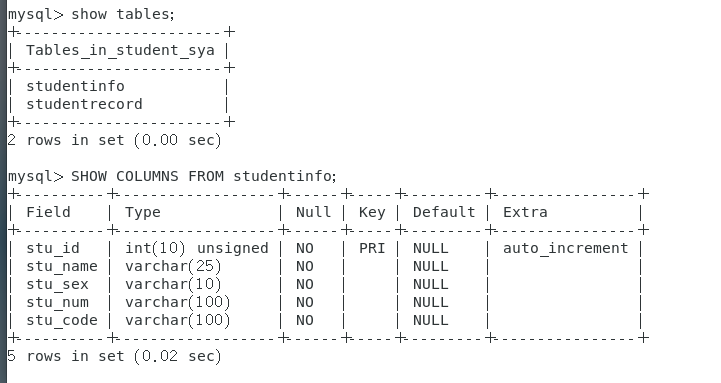 mysql> show tables;
+-----------------------+
| Tables_in_student_sya |
+-----------------------+
| studentinfo           |
| studentrecord         |
+-----------------------+
2 rows in set (0.00 sec)

mysql> SHOW COLUMNS FROM studentinfo;
+----------+------------------+------+-----+---------+----------------+
| Field    | Type             | Null | Key | Default | Extra          |
+----------+------------------+------+-----+---------+----------------+
| stu_id   | int(10) unsigned | NO   | PRI | NULL    | auto_increment |
| stu_name | varchar(25)      | NO   |     | NULL    |                |
| stu_sex  | varchar(10)      | NO   |     | NULL    |                |
| stu_num  | varchar(100)     | NO   |     | NULL    |                |
| stu_code | varchar(100)     | NO   |     | NULL    |                |
+----------+------------------+------+-----+---------+----------------+
5 rows in set (0.02 sec)